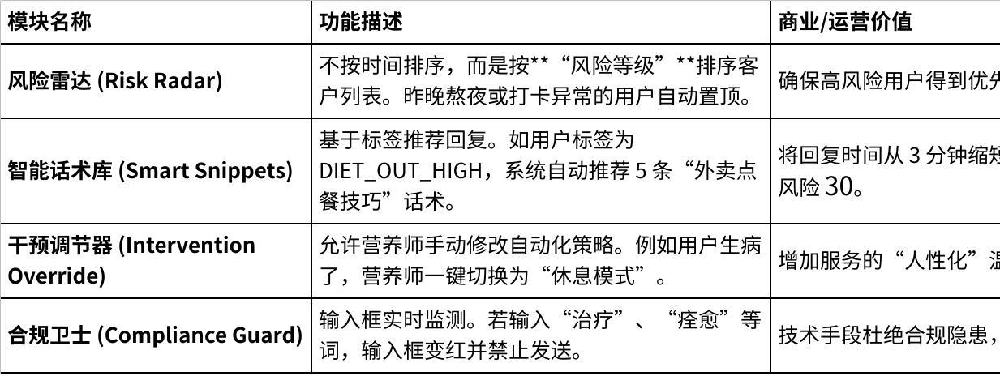 模块名称
功能描述
商业/运营价值
风险雷达 (Risk Radar)
不按时间排序，而是按**“风险等级”**排序客
户列表。昨晚熬夜或打卡异常的用户自动置顶。
确保高风险用户得到优先
智能话术库 (Smart Snippets)
基于标签推荐回复。如用户标签为
DIET_OUT_HIGH，系统自动推荐 5 条“外卖点
餐技巧”话术。
将回复时间从 3 分钟缩短
风险 30。
干预调节器 (Intervention
Override)
允许营养师手动修改自动化策略。例如用户生病
了，营养师一键切换为“休息模式”。
增加服务的“人性化”温
合规卫士 (Compliance Guard)
输入框实时监测。若输入“治疗”、“痊愈”等
词，输入框变红并禁止发送。
技术手段杜绝合规隐患，